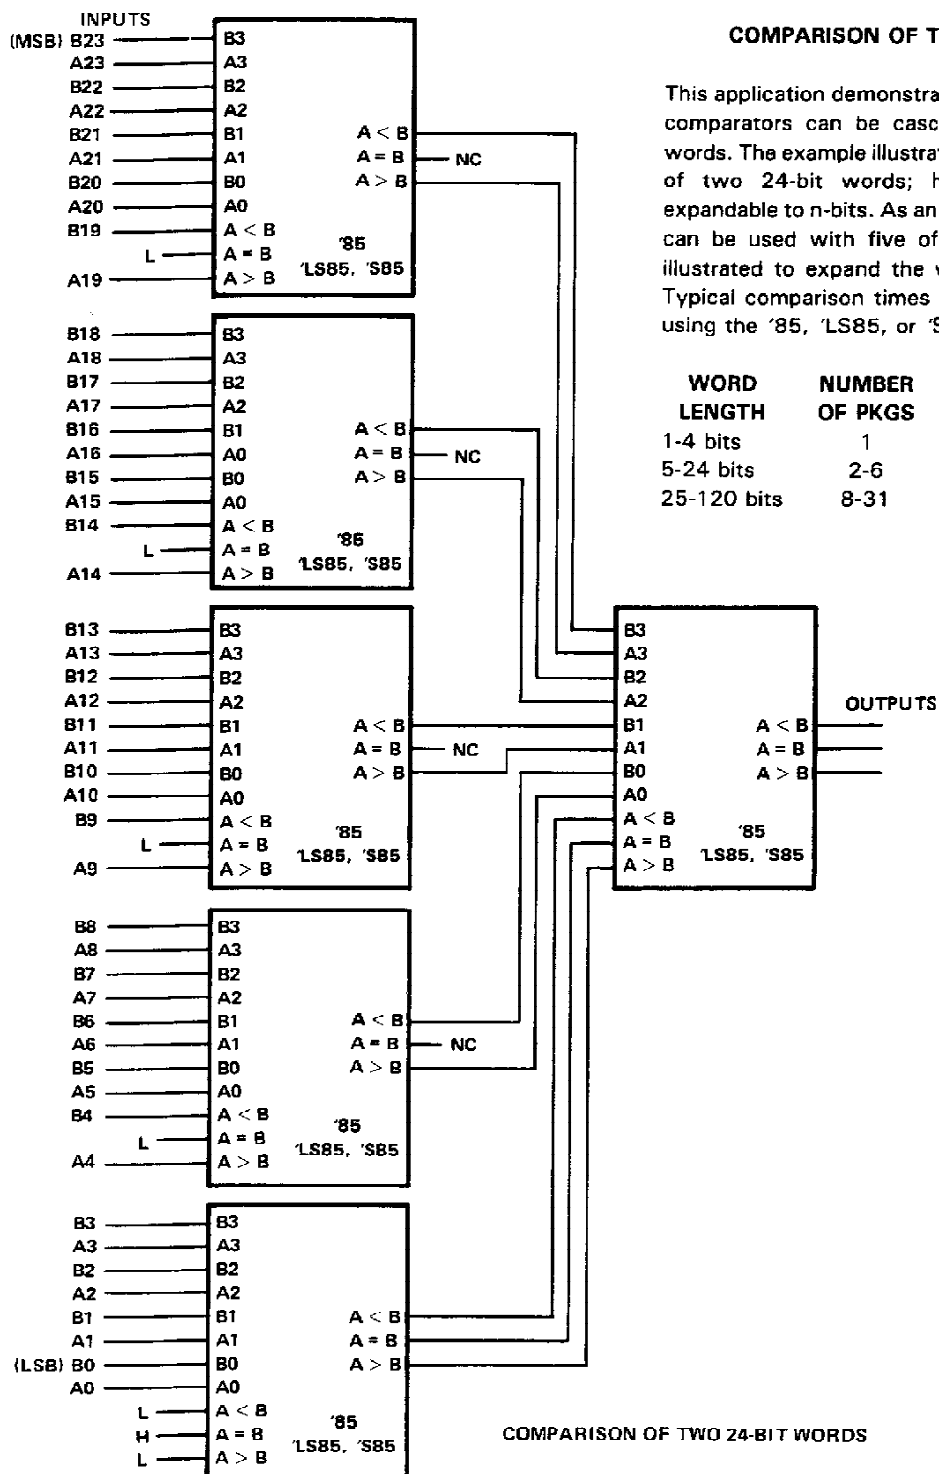 INPUTS
(MSB) B23
A23
B22
A22
B21
A21
B20
A20
B19
L
A19
B3
A3
B2
A2
B1
A1
B0
A0
A < B
A = B
A > B
A < B
A = B
A > B
'85
'LS85, 'S85
NC
COMPARISON OF T
This application demonstra
comparators can be casc
words. The example illustrat
of two 24-bit words; h
expandable to n-bits. As an
can be used with five of
illustrated to expand the w
Typical comparison times
using the '85, 'LS85, or 'S
WORD NUMBER
LENGTH OF PKGS
1-4 bits 1
5-24 bits 2-6
25-120 bits 8-31
B18
A18
B17
A17
B16
A16
B15
A15
B14
L
A14
B3
A3
B2
A2
B1
A0
B0
A0
A < B
A = B
A > B
A < B
A = B
A > B
'85
'LS85, 'S85
NC
B13
A13
B12
A12
B11
A11
B10
A10
B9
L
A9
B3
A3
B2
A2
B1
A1
B0
A0
A < B
A = B
A > B
A < B
A = B
A > B
'85
'LS85, 'S85
NC
B3
A3
B2
A2
B1
A1
B0
A0
A < B
A = B
A > B
A < B
A = B
A > B
'85
'LS85, 'S85
OUTPUTS
B8
A8
B7
A7
B6
A6
B5
A5
B4
L
A4
B3
A3
B2
A2
B1
A1
B0
A0
A < B
A = B
A > B
A < B
A = B
A > B
'85
'LS85, 'S85
NC
B3
A3
B2
A2
B1
A1
(LSB) B0
A0
L
H
L
B3
A3
B2
A2
B1
A1
B0
A0
A < B
A = B
A > B
A < B
A = B
A > B
'85
'LS85, 'S85
COMPARISON OF TWO 24-BIT WORDS